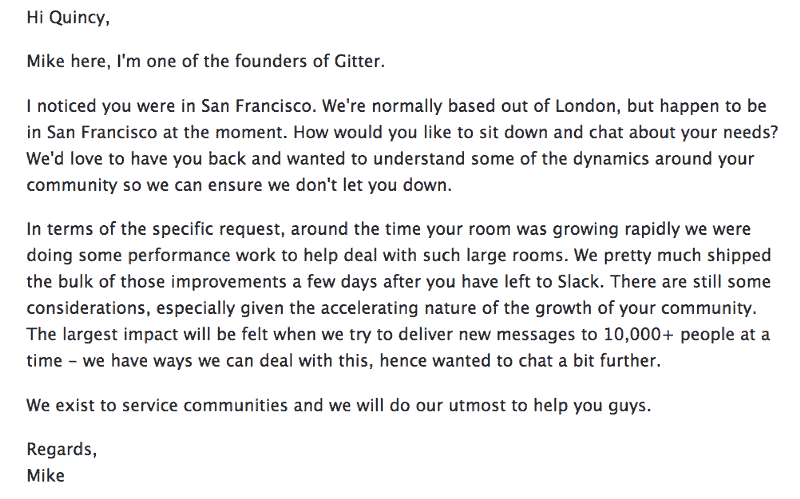 Hi Quincy,
Mike here, I'm one of the founders of Gitter.
I noticed you were in San Francisco. We're normally based out of London, but happen to be
in San Francisco at the moment. How would you like to sit down and chat about your needs?
We'd love to have you back and wanted to understand some of the dynamics around your
community so we can ensure we don't let you down.
In terms of the specific request, around the time your room was growing rapidly we were
doing some performance work to help deal with such large rooms. We pretty much shipped
the bulk of those improvements a few days after you have left to Slack. There are still some
considerations, especially given the accelerating nature of the growth of your community.
The largest impact will be felt when we try to deliver new messages to 10,000+ people at a
time – we have ways we can deal with this, hence wanted to chat a bit further.
We exist to service communities and we will do our utmost to help you guys.
Regards,
Mike